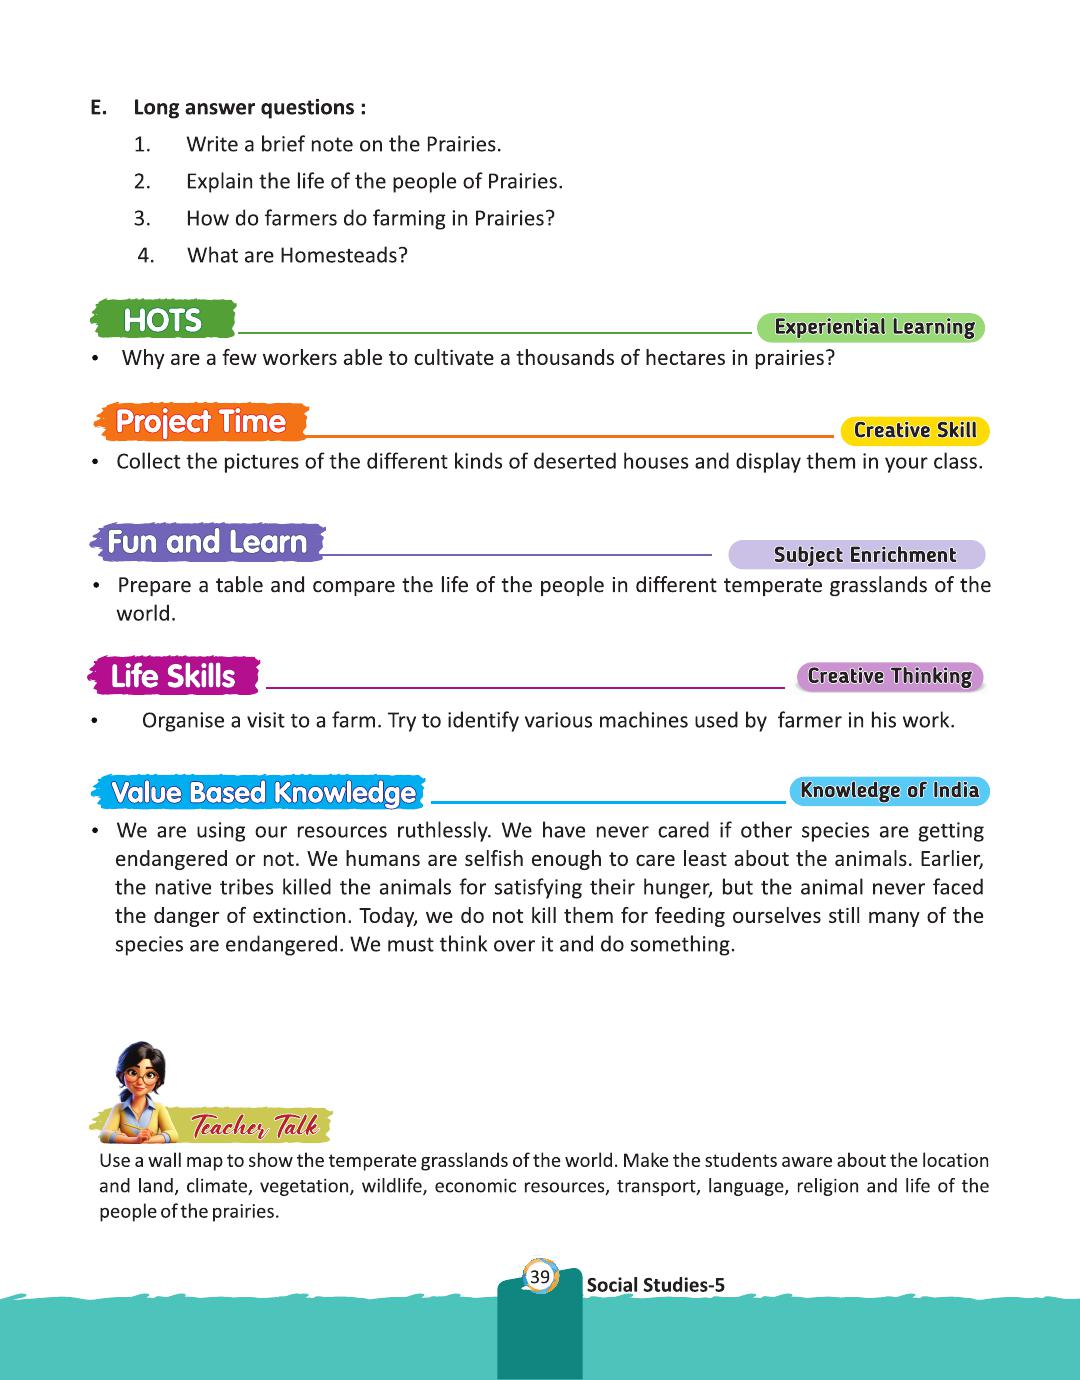 E. Long answer questions :
1. Write a brief note on the Prairies.
2. Explain the life of the people of Prairies.
3. How do farmers do farming in Prairies?
4. What are Homesteads?
HOTS
Experiential Learning
• Why are a few workers able to cultivate a thousands of hectares in prairies?
Project Time
Creative Skill
• Collect the pictures of the different kinds of deserted houses and display them in your class.
Fun and Learn
Subject Enrichment
• Prepare a table and compare the life of the people in different temperate grasslands of the
world.
Life Skills
Creative Thinking
• Organise a visit to a farm. Try to identify various machines used by farmer in his work.
Value Based Knowledge
Knowledge of India
• We are using our resources ruthlessly. We have never cared if other species are getting
endangered or not. We humans are selfish enough to care least about the animals. Earlier,
the native tribes killed the animals for satisfying their hunger, but the animal never faced
the danger of extinction. Today, we do not kill them for feeding ourselves still many of the
species are endangered. We must think over it and do something.
Teacher Talk
Use a wall map to show the temperate grasslands of the world. Make the students aware about the location
and land, climate, vegetation, wildlife, economic resources, transport, language, religion and life of the
people of the prairies.
39
Social Studies-5